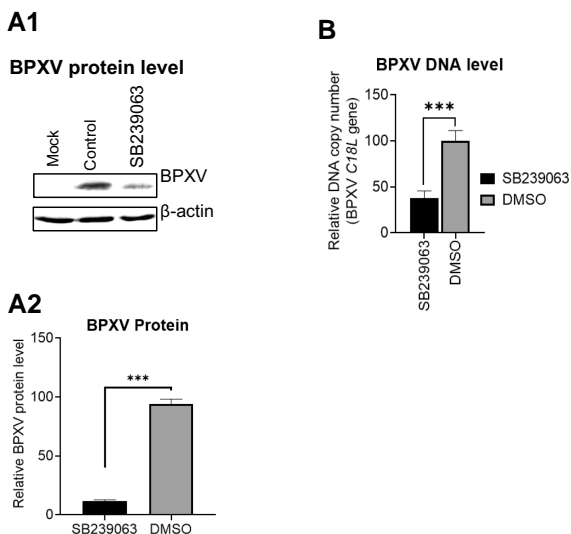 A1
BPXV protein level
Mock
Control
SB239063
BPXV
β-actin
B
BPXV DNA level
***
Relative DNA copy number
(BPXV C18L gene)
150
100
50
0
SB239063
DMSO
SB239063
DMSO
A2
BPXV Protein
***
Relative BPXV protein level
150
100
50
0
SB239063
DMSO